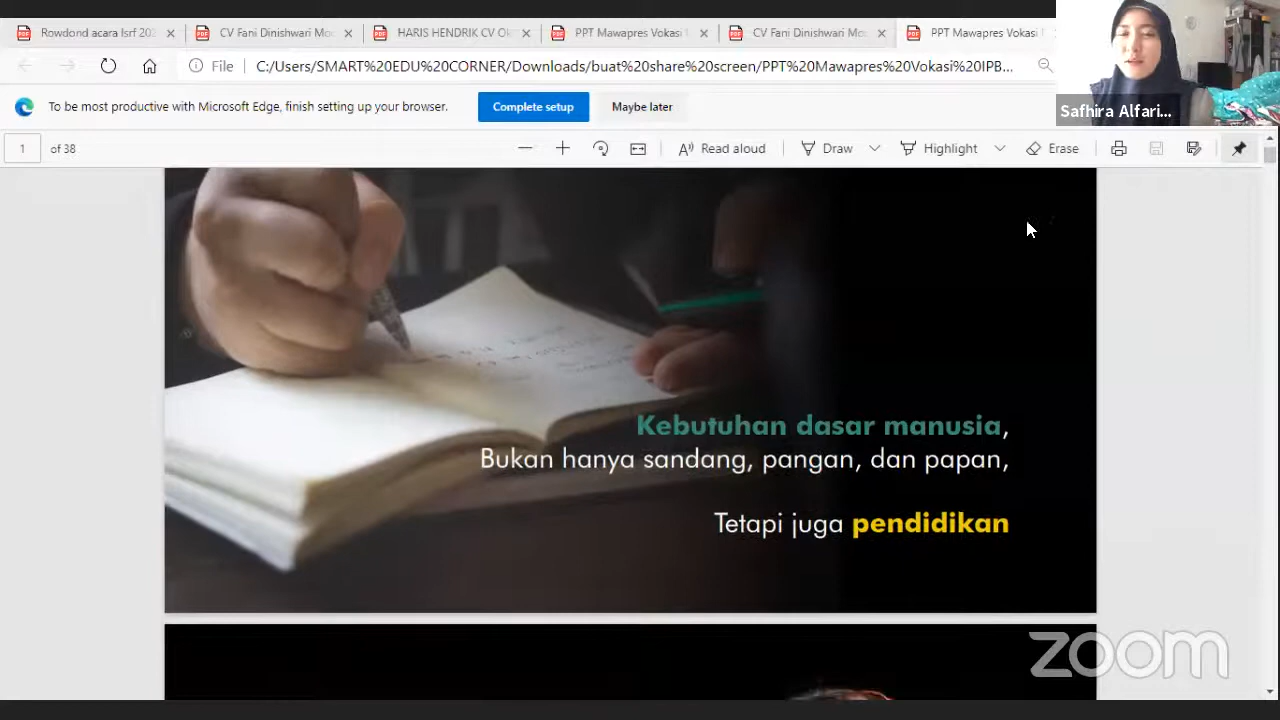 Rowdond acara Isrf 202
CV Fani Dinishwari Mo
HARIS HENDRIK CV
PPT Mawapres Vokasi
CV Fani Dinishwari Mo
PPT Mawapres Vokasi
File
C:/Users/SMART%20EDU%20CORNER/Downloads/buat%20share%20screen/PPT%20Mawapres%20Vokasi%20IPB...
Safhira Alfari...
To be most productive with Microsoft Edge, finish setting up your browser.
Complete setup
Maybe later
1 of 38
Read aloud
Draw
Highlight
Erase
Kebutuhan dasar manusia,
Bukan hanya sandang, pangan, dan papan,
Tetapi juga pendidikan
zoom